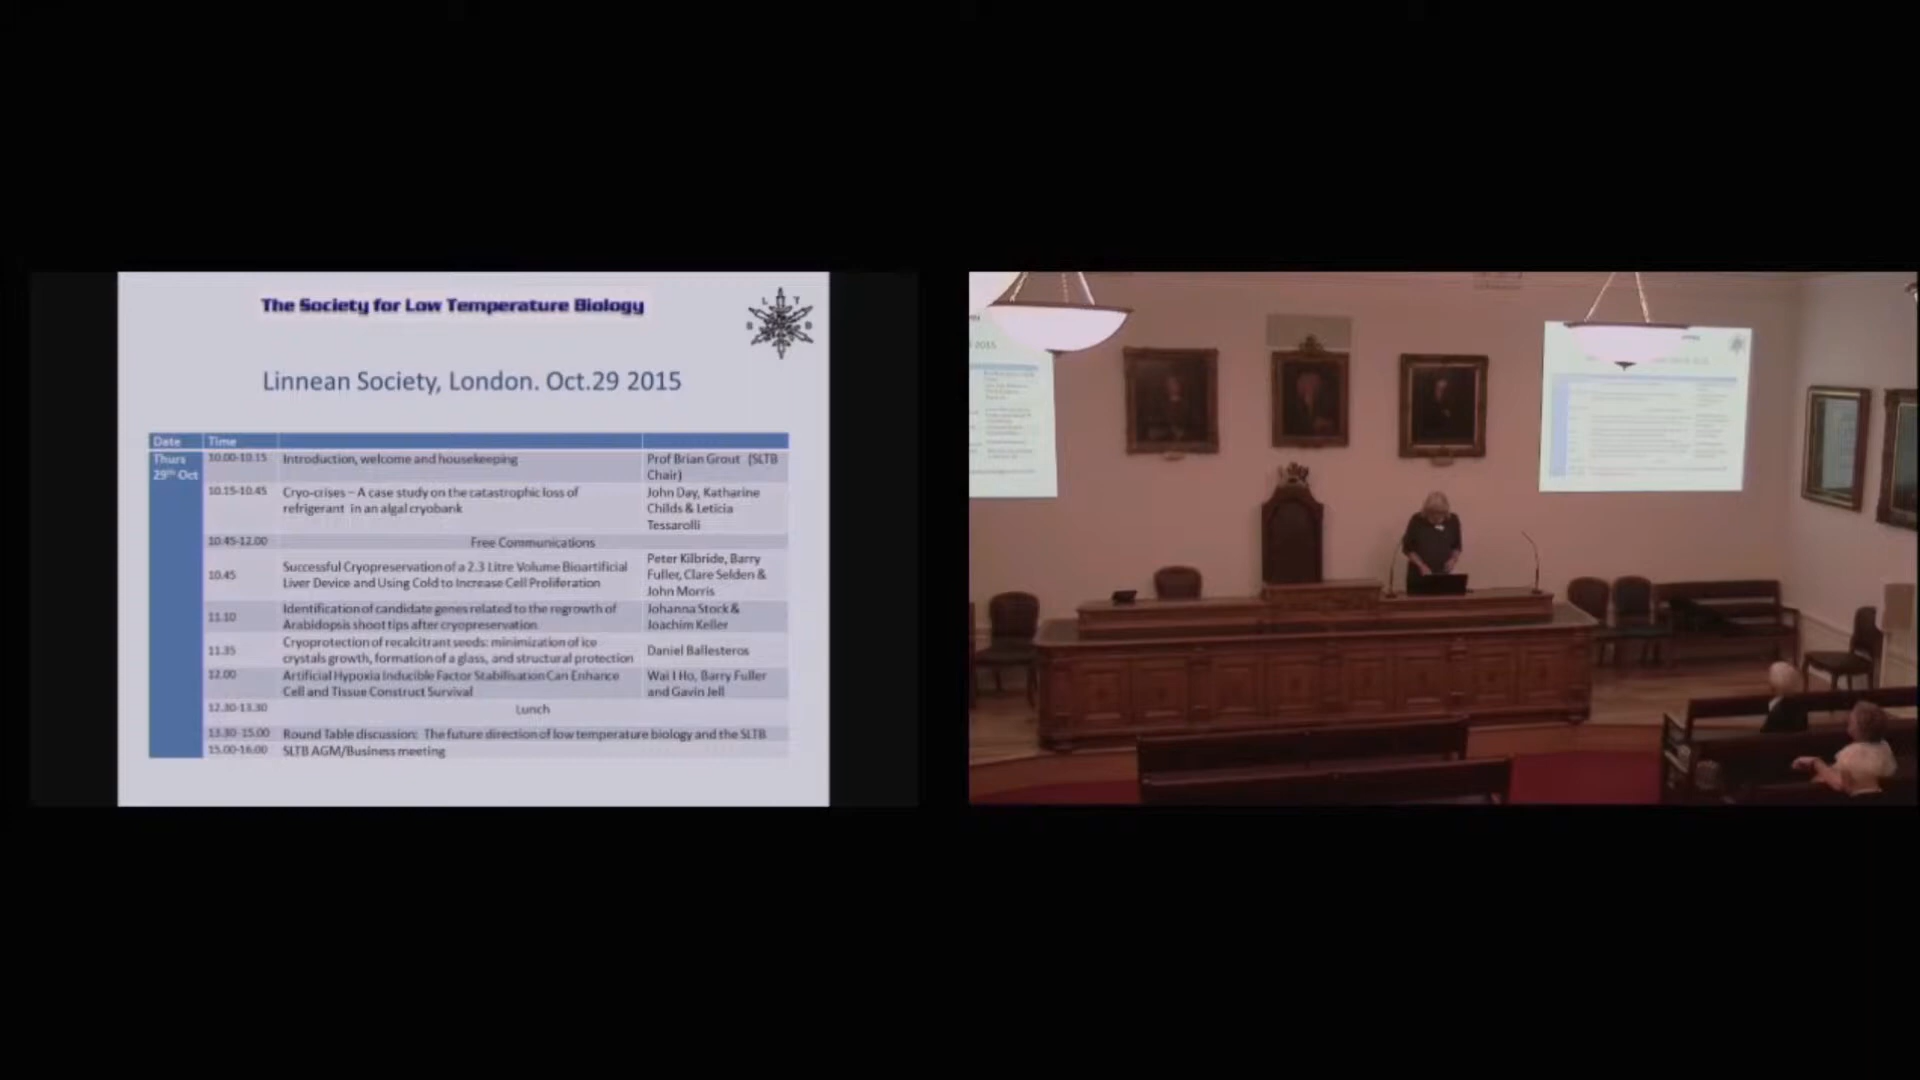 The Society for Low Temperature Biology
L T
S B
Linnean Society, London. Oct.29 2015
Date Time
Thurs 10.00-10.15 Introduction, welcome and housekeeping Prof Brian Grout (SLTB
29th Oct Chair)
10.15-10.45 Cryo-crises – A case study on the catastrophic loss of John Day, Katharine
refrigerant in an algal cryobank Childs & Leticia
Tessarolli
10.45-12.00 Free Communications
10.45 Successful Cryopreservation of a 2.3 Litre Volume Bioartificial Peter Kilbride, Barry
Liver Device and Using Cold to Increase Cell Proliferation Fuller, Clare Selden &
John Morris
11.10 Identification of candidate genes related to the regrowth of Johanna Stock &
Arabidopsis shoot tips after cryopreservation. Joachim Keller
11.35 Cryoprotection of recalcitrant seeds: minimization of ice Daniel Ballesteros
crystals growth, formation of a glass, and structural protection
12.00 Artificial Hypoxia Inducible Factor Stabilisation Can Enhance Wai I Ho, Barry Fuller
Cell and Tissue Construct Survival and Gavin Jell
12.30-13.30 Lunch
13.30-15.00 Round Table discussion: The future direction of low temperature biology and the SLTB
15.00-16.00 SLTB AGM/Business meeting
2015